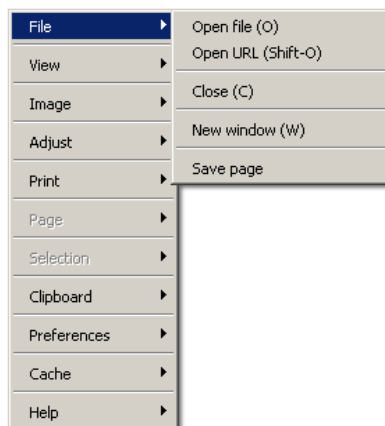 File
View
Image
Adjust
Print
Page
Selection
Clipboard
Preferences
Cache
Help
Open file (O)
Open URL (Shift-O)
Close (C)
New window (W)
Save page